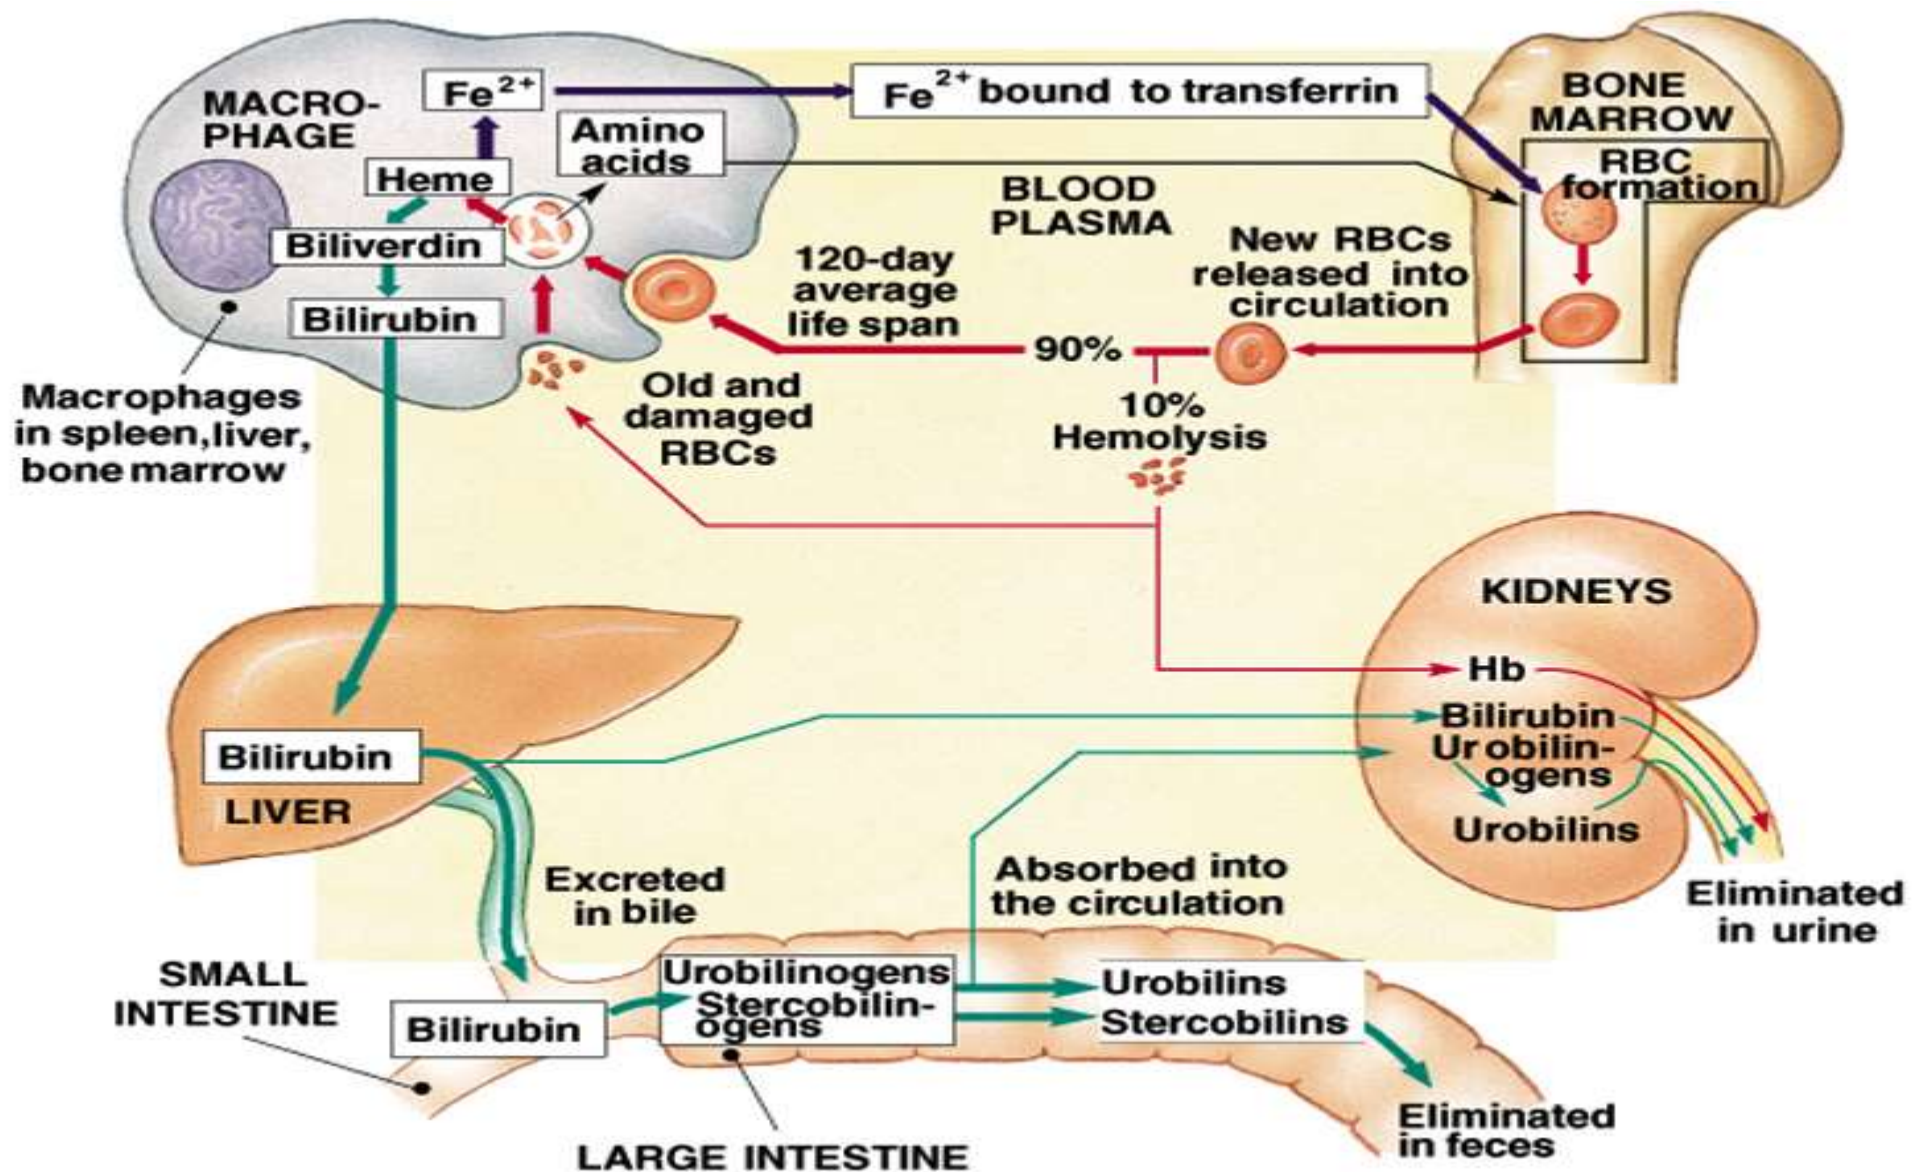 MACRO-
PHAGE
Fe2+
Amino
acids
Heme
Biliverdin
Bilirubin
Macrophages
in spleen, liver,
bone marrow
Fe2+ bound to transferrin
BONE
MARROW
RBC
formation
BLOOD
PLASMA
New RBCs
released into
circulation
120-day
average
life span
90%
10%
Hemolysis
Old and
damaged
RBCs
KIDNEYS
Hb
Bilirubin
Urobilin-
ogens
Urobilins
Eliminated
in urine
Bilirubin
LIVER
Excreted
in bile
Absorbed into
the circulation
SMALL
INTESTINE
Bilirubin
Urobilinogens
Stercobilin-
ogens
Urobilins
Stercobilins
Eliminated
in feces
LARGE INTESTINE